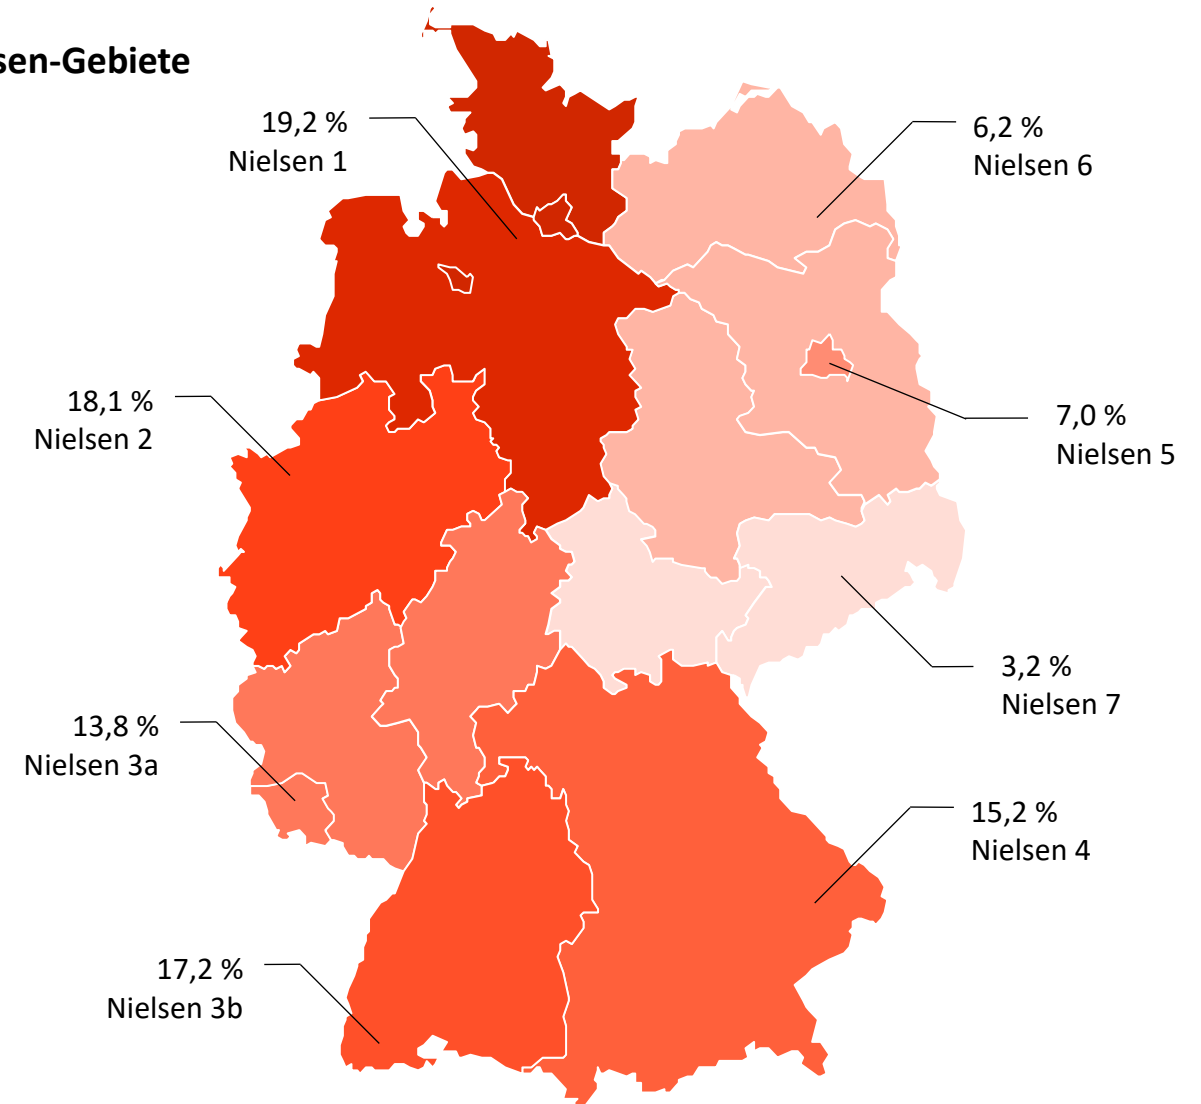 sen-Gebiete
19,2 %
Nielsen 1
6,2 %
Nielsen 6
18,1 %
Nielsen 2
7,0 %
Nielsen 5
3,2 %
Nielsen 7
13,8 %
Nielsen 3a
15,2 %
Nielsen 4
17,2 %
Nielsen 3b